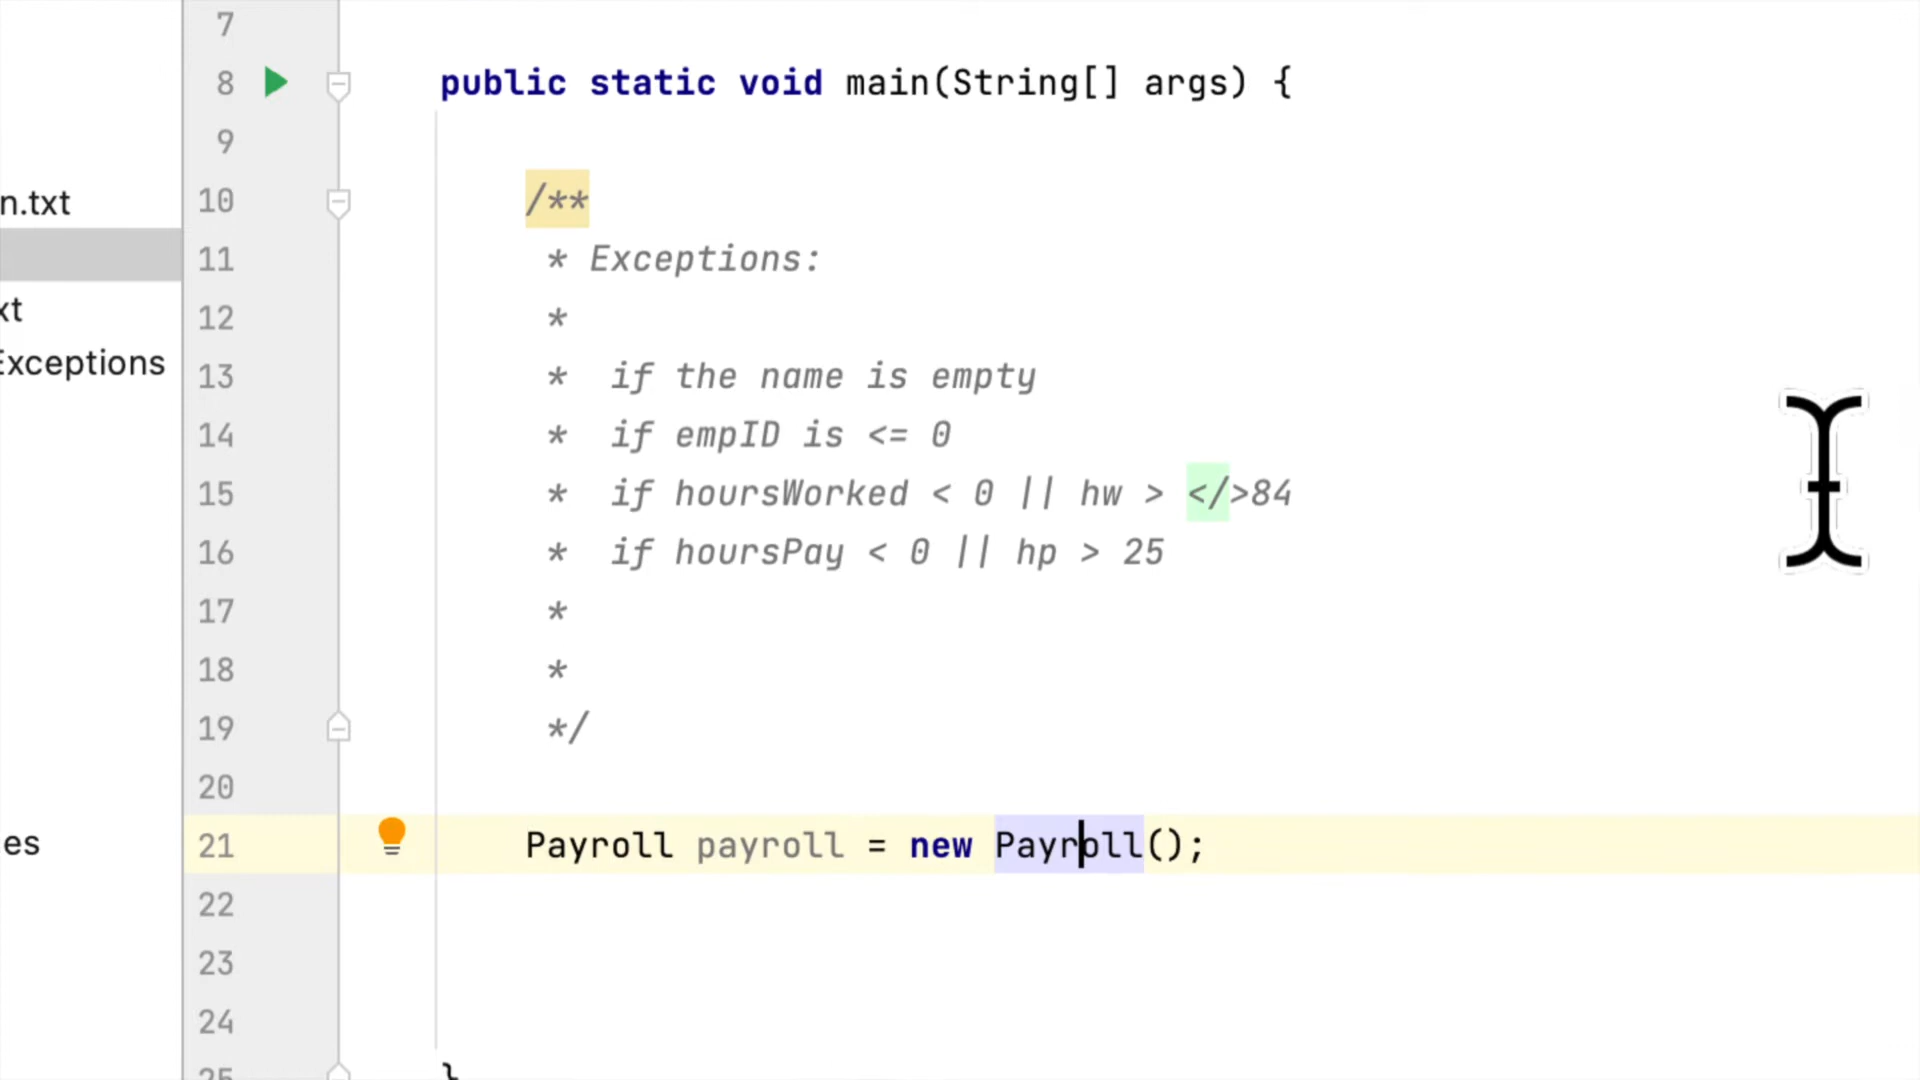 7
8 public static void main(String[] args) {
9
n.txt
10 /**
11 * Exceptions:
xt
12 *
Exceptions
13 * if the name is empty
14 * if empID is <= 0
15 * if hoursWorked < 0 || hw > </>84
16 * if hoursPay < 0 || hp > 25
17 *
18 *
19 */
20
es
21 Payroll payroll = new Payroll();
22
23
24
25 }